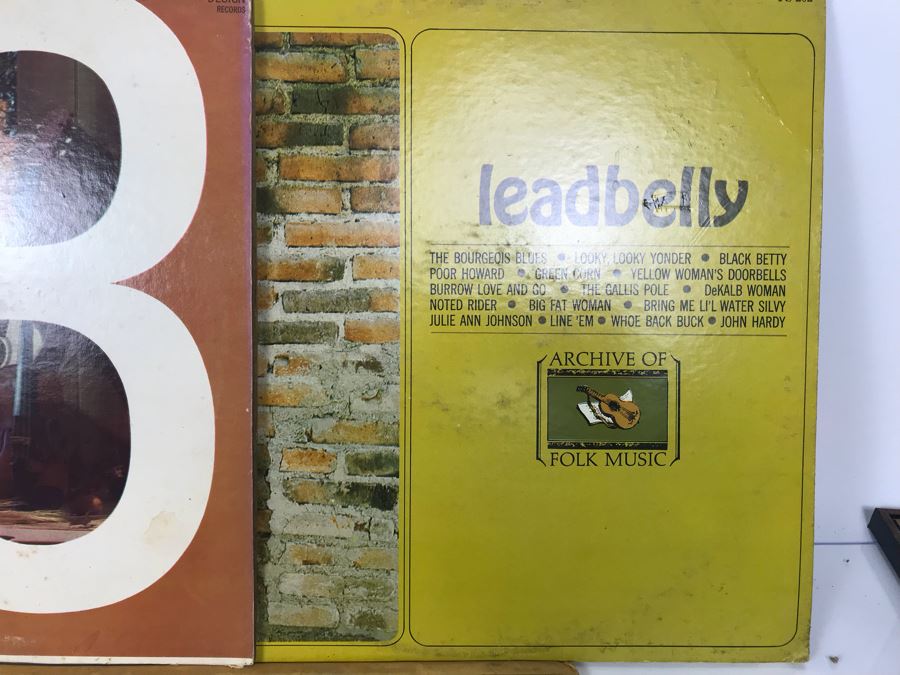 RECORDS
leadbelly
THE BOURGEOIS BLUES • LOOKY, LOOKY YONDER • BLACK BETTY
POOR HOWARD • GREEN CORN • YELLOW WOMAN'S DOORBELLS
BURROW LOVE AND GO • THE GALLIS POLE • DeKALB WOMAN
NOTED RIDER • BIG FAT WOMAN • BRING ME LI'L WATER SILVY
JULIE ANN JOHNSON • LINE 'EM • WHOE BACK BUCK • JOHN HARDY
ARCHIVE OF
FOLK MUSIC
8